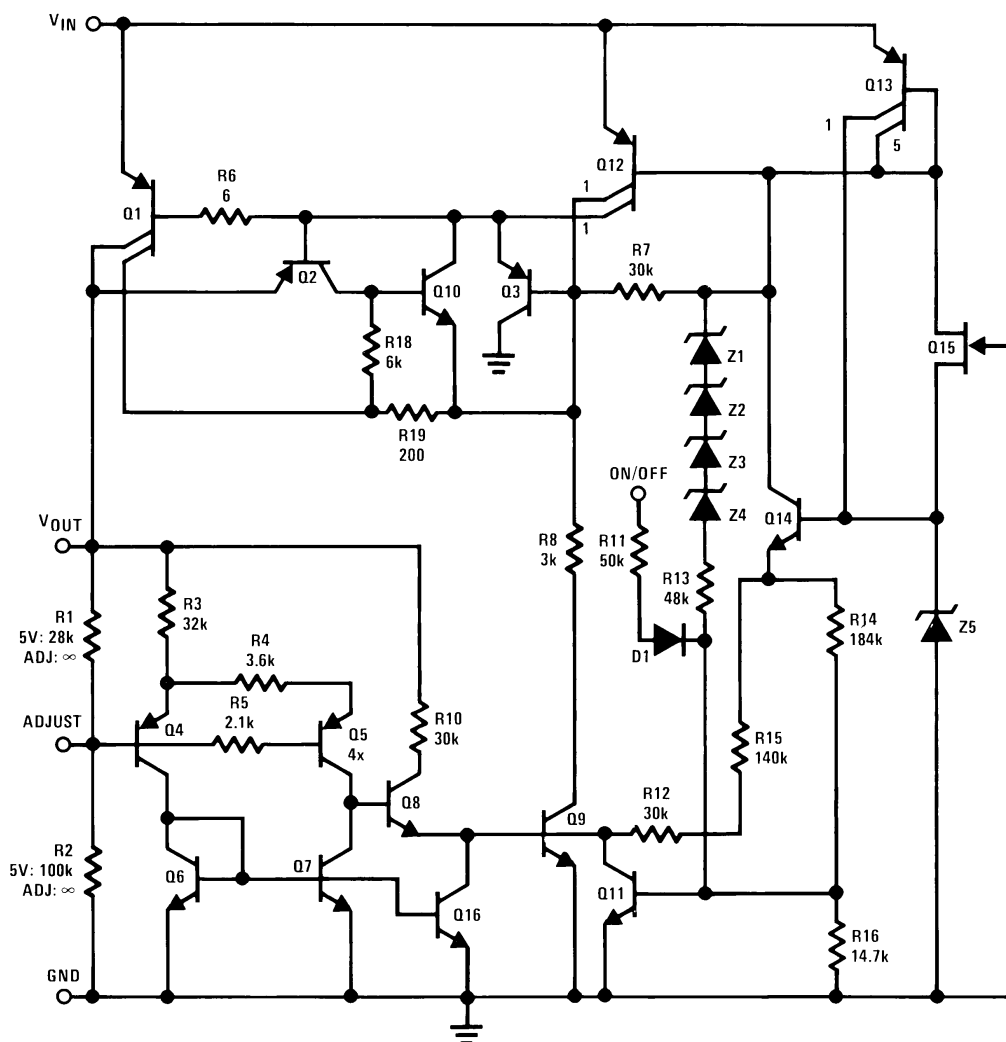 VIN
Q13
1
5
Q12
1
1
R6
6
Q1
Q2
Q10
Q3
R7
30k
R18
6k
R19
200
Z1
Z2
Z3
Z4
Q15
ON/OFF
Q14
VOUT
R8
3k
R11
50k
R13
48k
R14
184k
Z5
D1
R1
5V: 28k
ADJ: ∞
R3
32k
R4
3.6k
R5
2.1k
ADJUST
Q4
Q5
4x
R10
30k
R15
140k
Q8
Q9
R12
30k
R2
5V: 100k
ADJ: ∞
Q6
Q7
Q16
Q11
R16
14.7k
GND